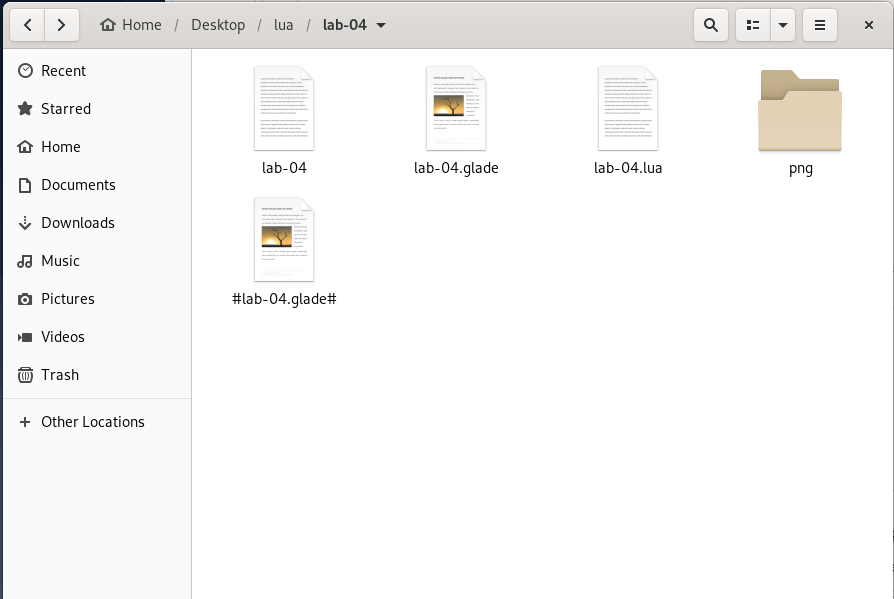 Home / Desktop / lua / lab-04
Recent
Starred
Home
Documents
Downloads
Music
Pictures
Videos
Trash
Other Locations
lab-04 lab-04.glade lab-04.lua png
#lab-04.glade#